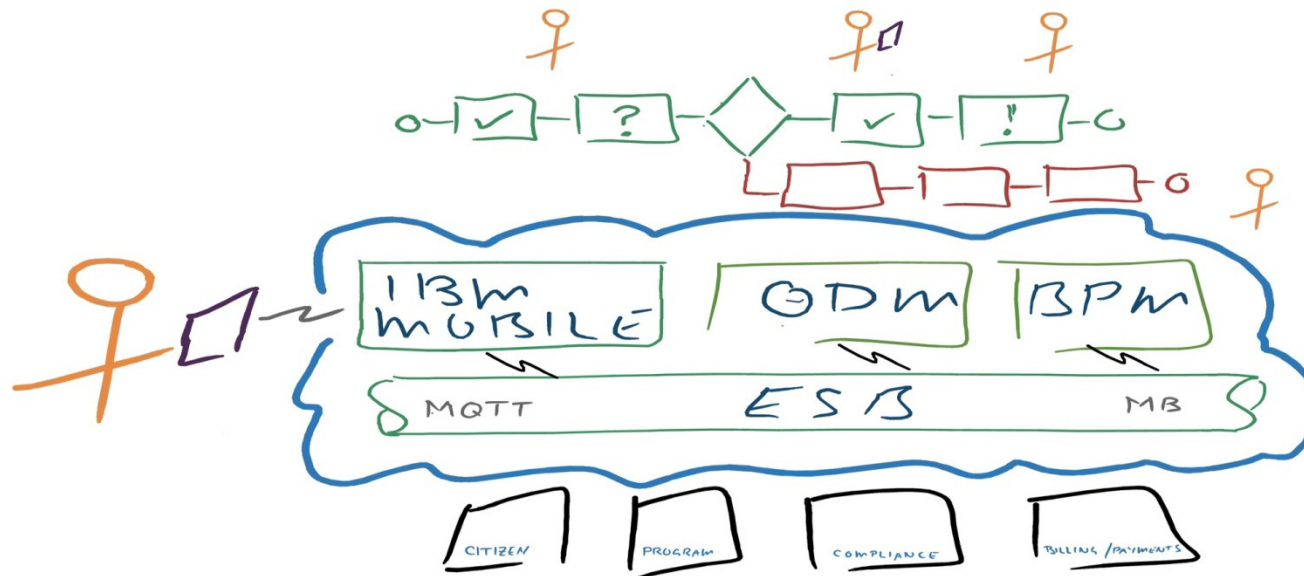 ?
!
IBM
MOBILE
ODM
BPM
MQTT
ESB
MB
CITIZEN
PROGRAM
COMPLIANCE
BILLING/PAYMENTS